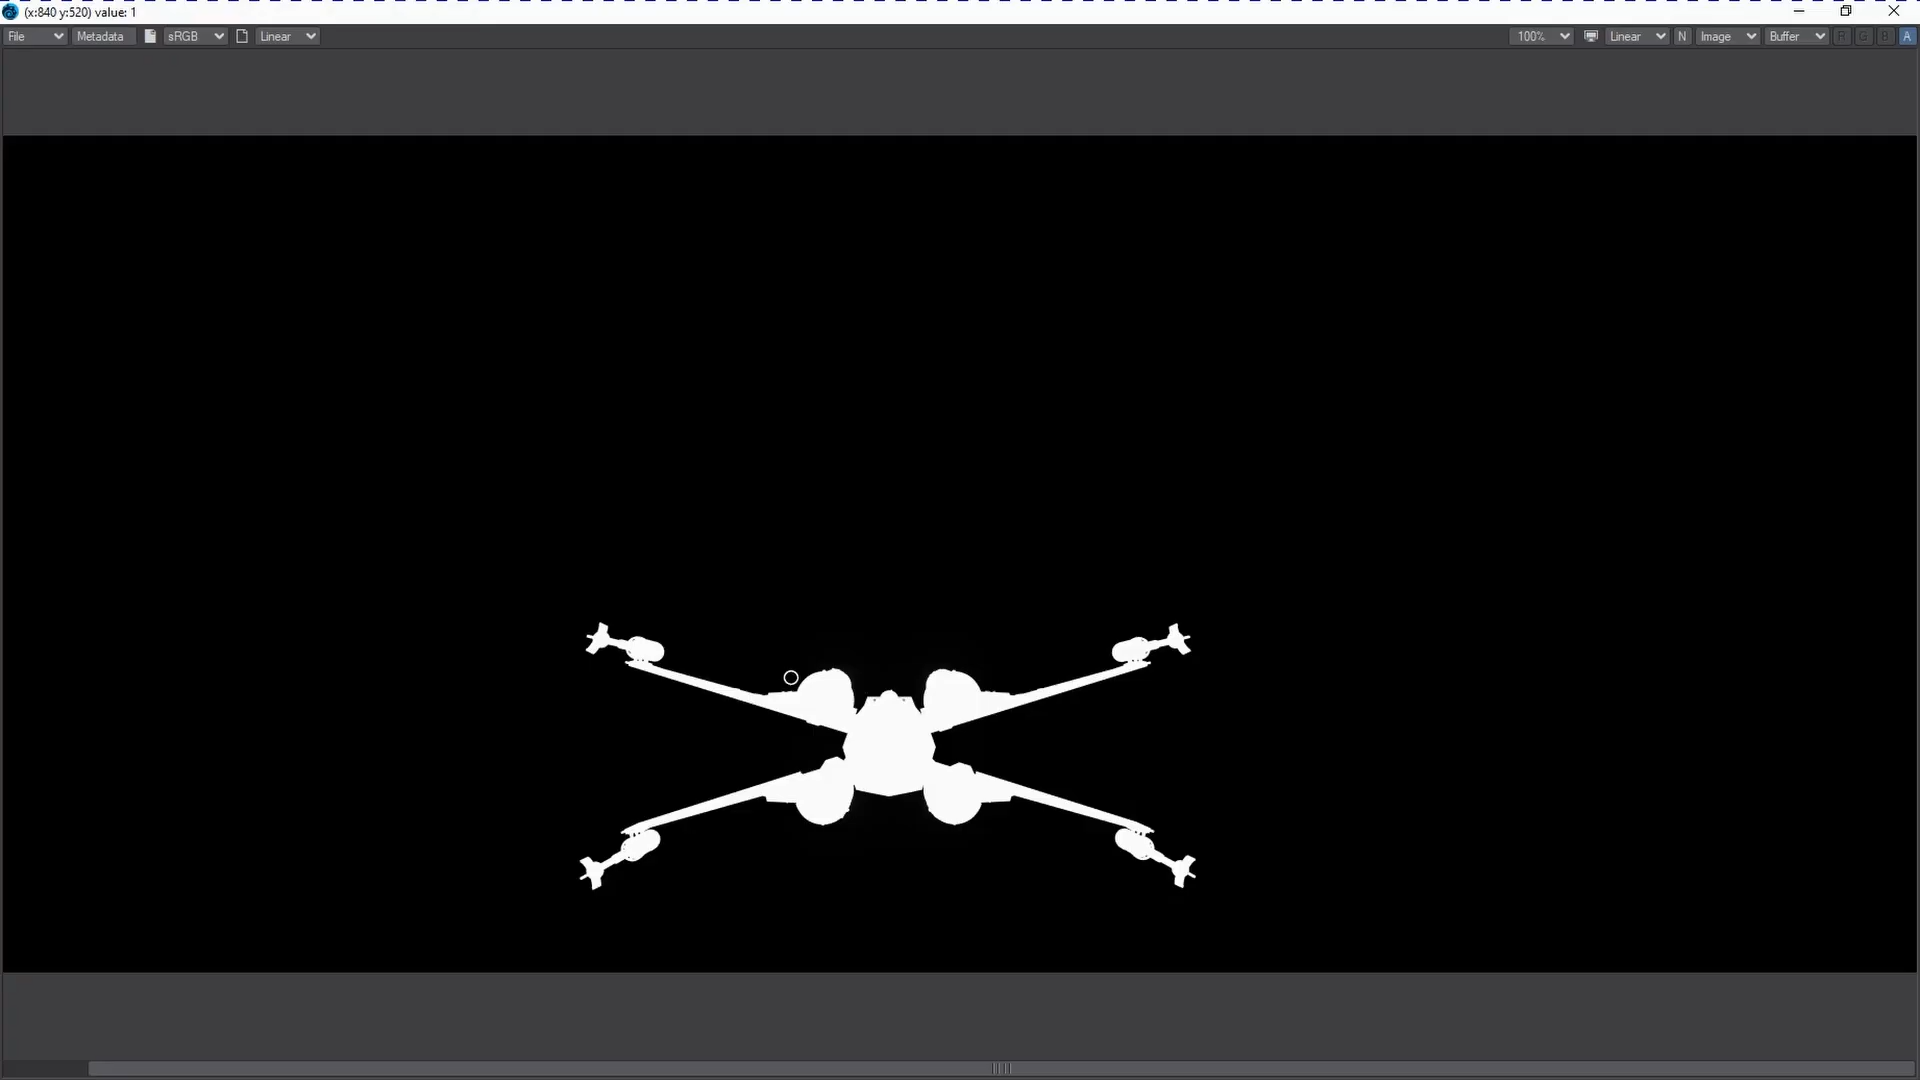 (x:840 y:520) value: 1
File Metadata sRGB Linear 100% Linear N Image Buffer R G B A